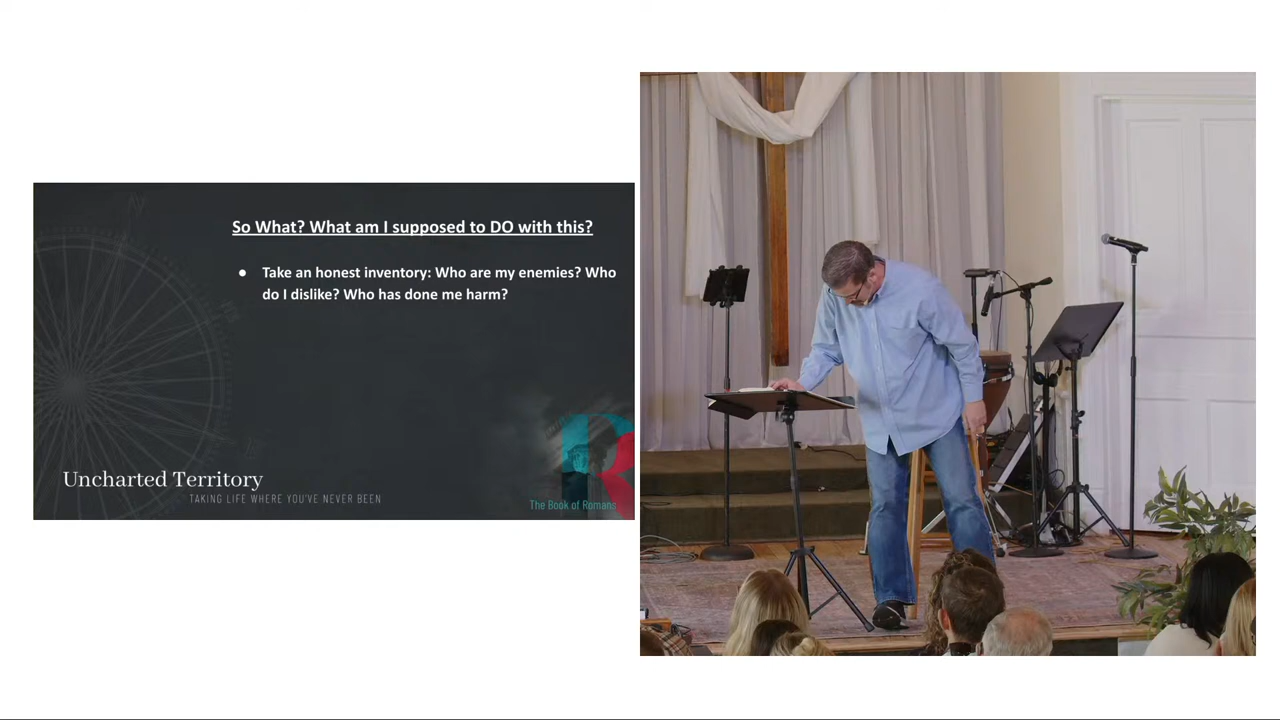 So What? What am I supposed to DO with this?
● Take an honest inventory: Who are my enemies? Who
do I dislike? Who has done me harm?
Uncharted Territory
TAKING LIFE WHERE YOU'VE NEVER BEEN
The Book of Romans